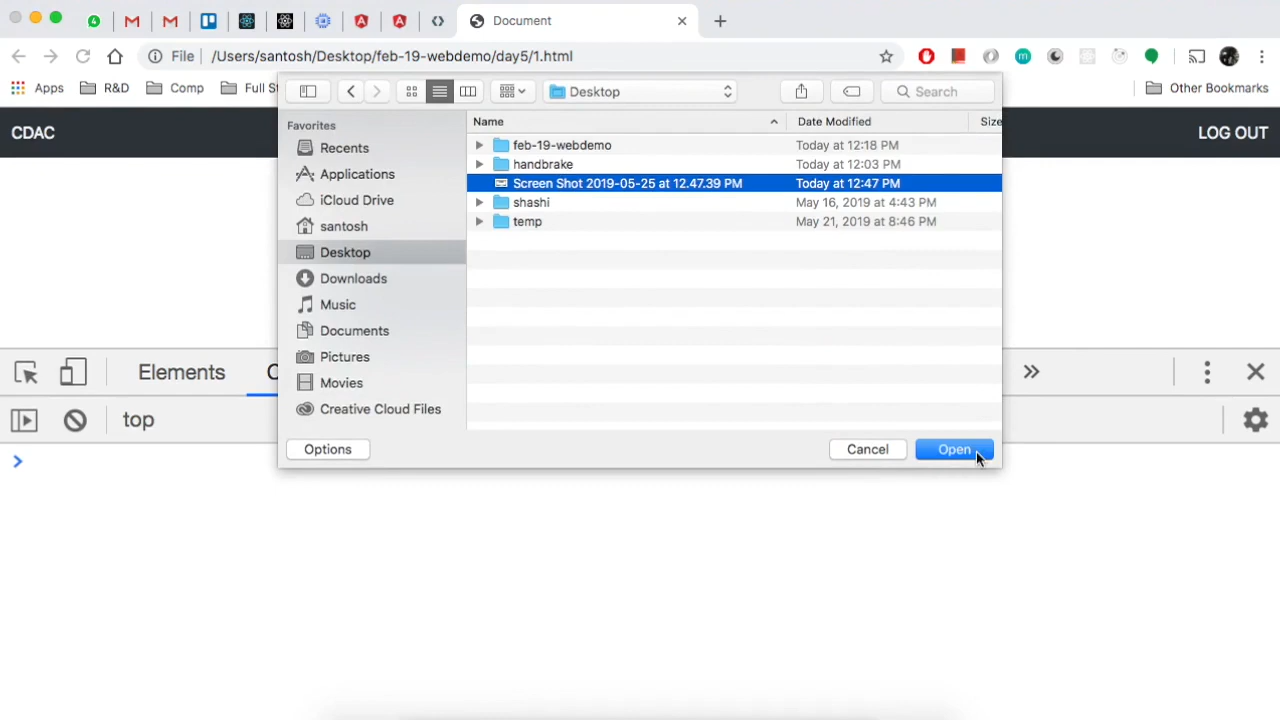 Document
File
/Users/santosh/Desktop/feb-19-webdemo/day5/1.html
Apps
R&D
Comp
Full St
Other Bookmarks
Desktop
Search
CDAC
LOG OUT
Favorites
Recents
Applications
iCloud Drive
santosh
Desktop
Downloads
Music
Documents
Pictures
Movies
Creative Cloud Files
Name
Date Modified
Size
feb-19-webdemo
Today at 12:18 PM
handbrake
Today at 12:03 PM
Screen Shot 2019-05-25 at 12.47.39 PM
Today at 12:47 PM
shashi
May 16, 2019 at 4:43 PM
temp
May 21, 2019 at 8:46 PM
Options
Cancel
Open
Elements
C
top